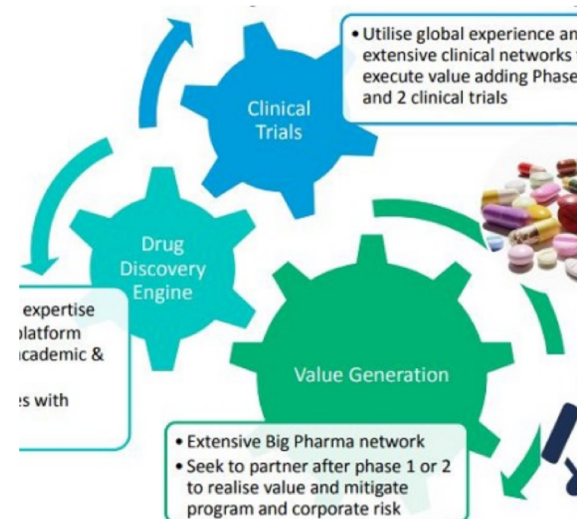 • Utilise global experience an
extensive clinical networks
execute value adding Phase
and 2 clinical trials
Clinical
Trials
Drug
Discovery
Engine
expertise
platform
academic &
es with
Value Generation
• Extensive Big Pharma network
• Seek to partner after phase 1 or 2
to realise value and mitigate
program and corporate risk